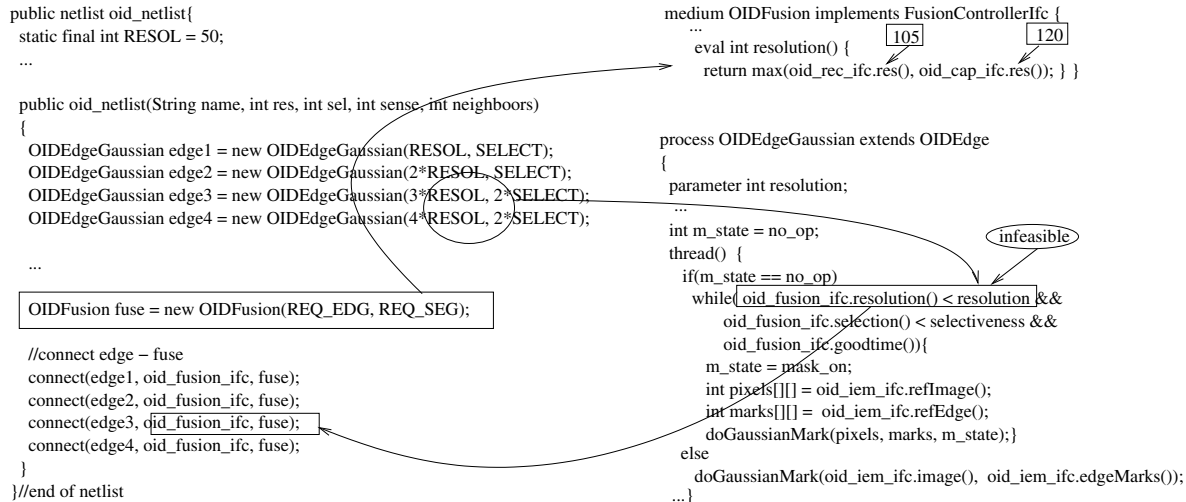 public netlist oid_netlist{
static final int RESOL = 50;
...
public oid_netlist(String name, int res, int sel, int sense, int neighboors)
{
OIDEdgeGaussian edge1 = new OIDEdgeGaussian(RESOL, SELECT);
OIDEdgeGaussian edge2 = new OIDEdgeGaussian(2*RESOL, SELECT);
OIDEdgeGaussian edge3 = new OIDEdgeGaussian(3*RESOL, 2*SELECT);
OIDEdgeGaussian edge4 = new OIDEdgeGaussian(4*RESOL, 2*SELECT);
...
OIDFusion fuse = new OIDFusion(REQ_EDG, REQ_SEG);
//connect edge − fuse
connect(edge1, oid_fusion_ifc, fuse);
connect(edge2, oid_fusion_ifc, fuse);
connect(edge3, oid_fusion_ifc, fuse);
connect(edge4, oid_fusion_ifc, fuse);
}
}//end of netlist
medium OIDFusion implements FusionControllerIfc {
...
105
120
eval int resolution() {
return max(oid_rec_ifc.res(), oid_cap_ifc.res()); } }
process OIDEdgeGaussian extends OIDEdge
{
parameter int resolution;
...
int m_state = no_op;
infeasible
thread() {
if(m_state == no_op)
while( oid_fusion_ifc.resolution() < resolution &&
oid_fusion_ifc.selection() < selectiveness &&
oid_fusion_ifc.goodtime()){
m_state = mask_on;
int pixels[][] = oid_iem_ifc.refImage();
int marks[][] = oid_iem_ifc.refEdge();
doGaussianMark(pixels, marks, m_state);}
else
doGaussianMark(oid_iem_ifc.image(), oid_iem_ifc.edgeMarks());
...}